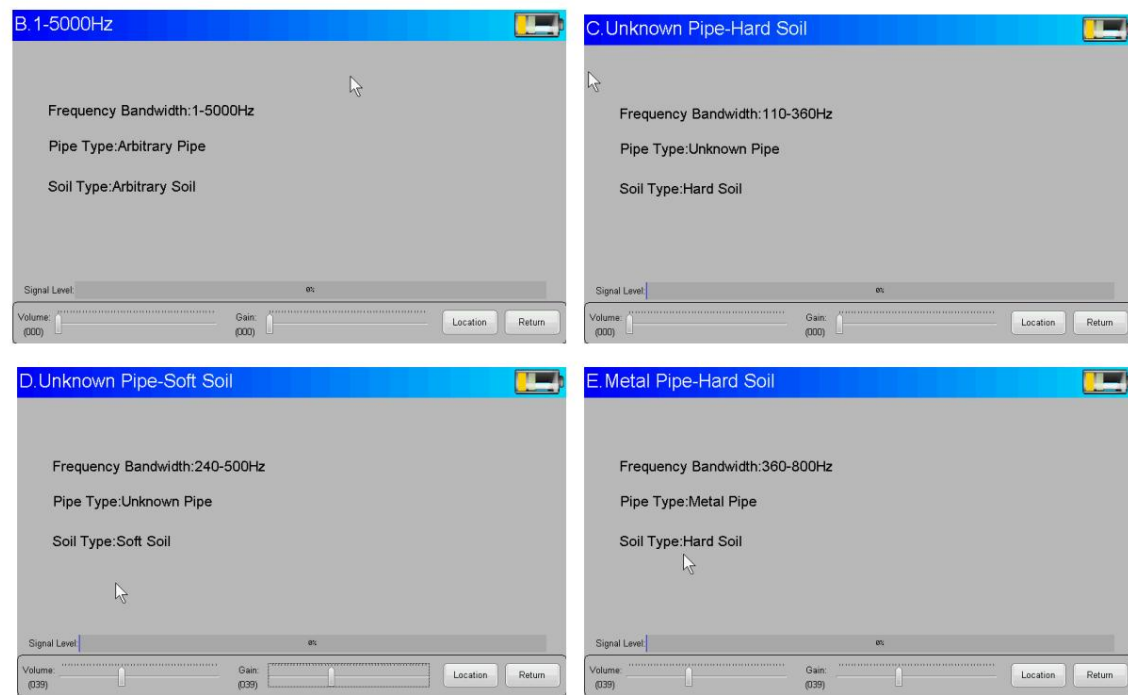 B.1-5000Hz
Frequency Bandwidth:1-5000Hz
Pipe Type:Arbitrary Pipe
Soil Type:Arbitrary Soil
Signal Level: 0%
Volume: (000) Gain: (000) Location Return
C.Unknown Pipe-Hard Soil
Frequency Bandwidth:110-360Hz
Pipe Type:Unknown Pipe
Soil Type:Hard Soil
Signal Level: 0%
Volume: (000) Gain: (000) Location Return
D.Unknown Pipe-Soft Soil
Frequency Bandwidth:240-500Hz
Pipe Type:Unknown Pipe
Soil Type:Soft Soil
Signal Level: 0%
Volume: (039) Gain: (039) Location Return
E.Metal Pipe-Hard Soil
Frequency Bandwidth:360-800Hz
Pipe Type:Metal Pipe
Soil Type:Hard Soil
Signal Level: 0%
Volume: (039) Gain: (039) Location Return